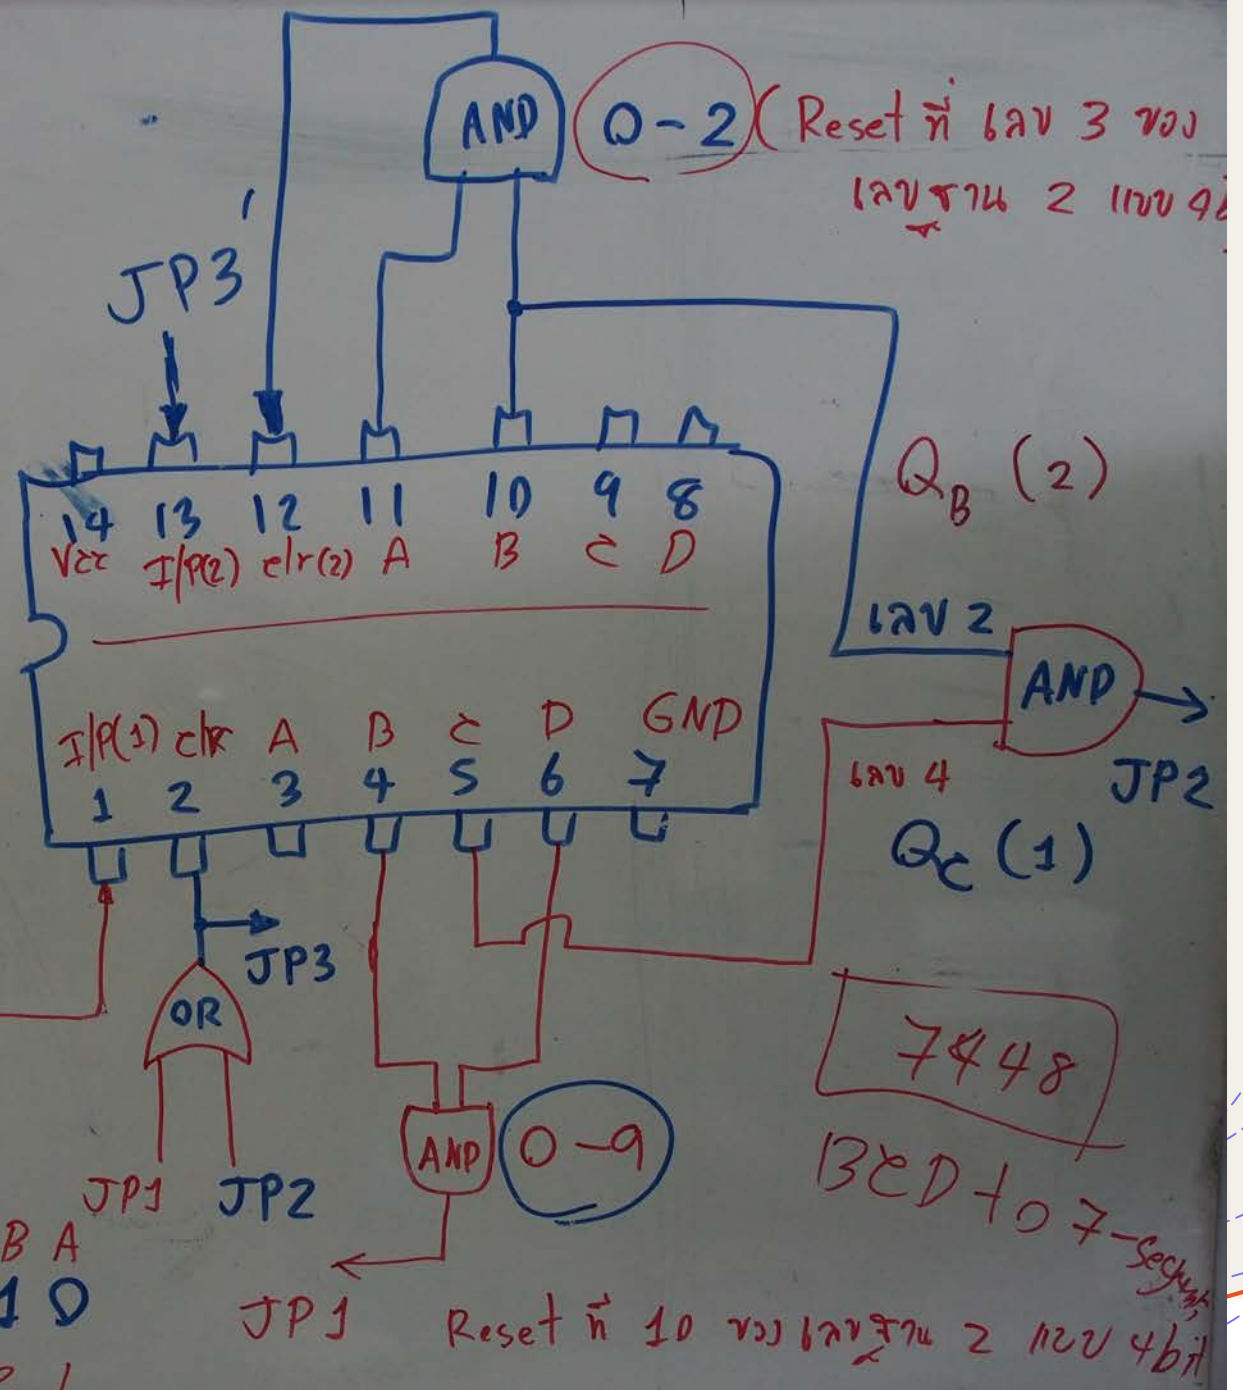 AND
0-2 (Reset ที่ เลข 3 ของ
เลขฐาน 2 แบบ
JP3
14 13 12 11 10 9 8
Vcc I/P(2) clr(2) A B C D
QB (2)
เลข 2
AND
JP2
เลข 4
QC (1)
I/P(1) clr A B C D GND
1 2 3 4 5 6 7
JP3
OR
JP1 JP2
AND
0-9
7448
BCD to 7-
B A
1 0
JP1
Reset ที่ 10 ของ เลขฐาน 2 แบบ 4bit